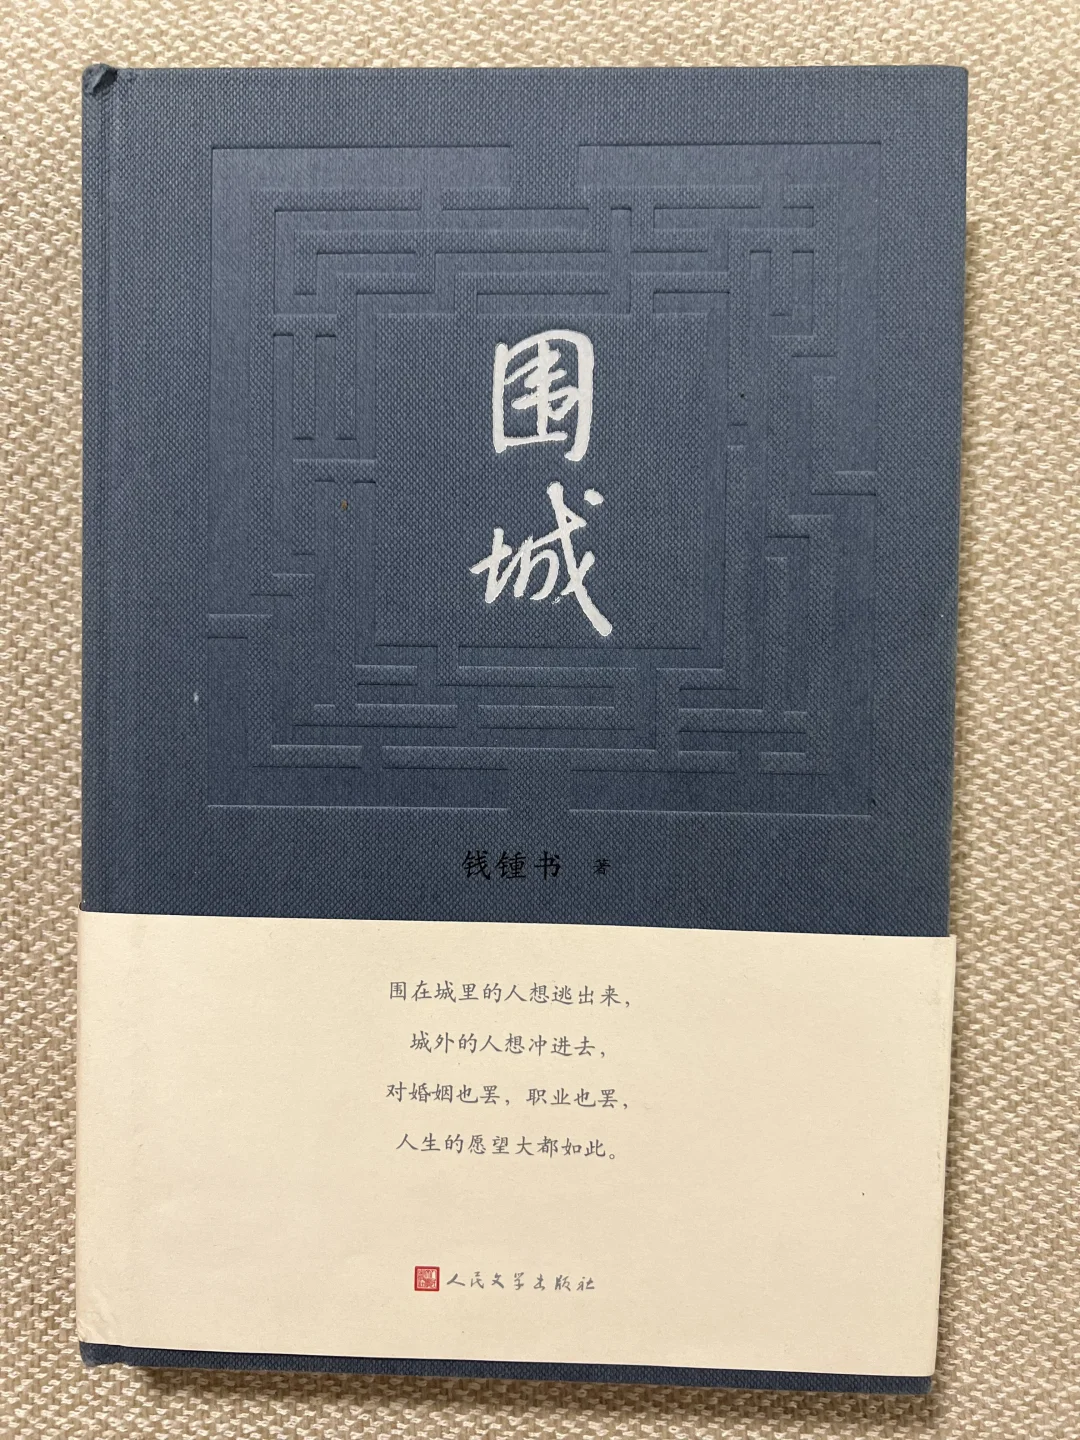 围城
钱锺书 著
围在城里的人想逃出来，
城外的人想冲进去，
对婚姻也罢，职业也罢，
人生的愿望大都如此。
人民文学出版社